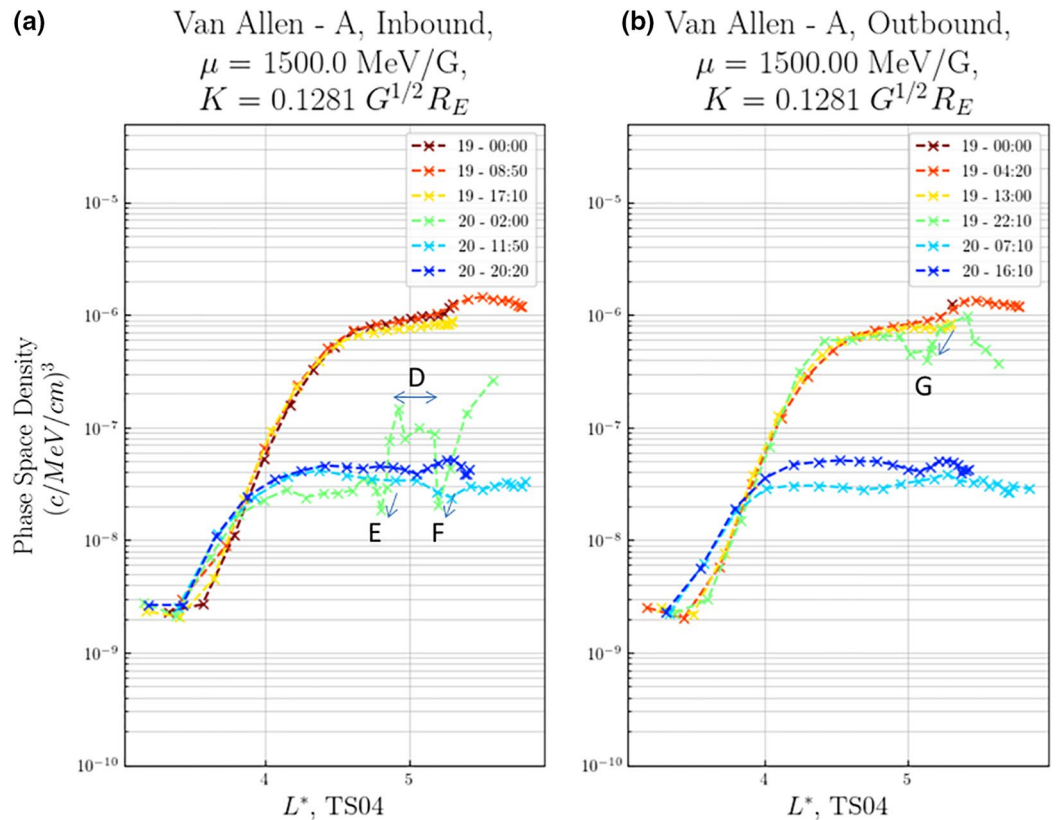 (a) Van Allen - A, Inbound,
μ = 1500.0 MeV/G,
K = 0.1281 G^{1/2} R_E
Phase Space Density
(c/MeV/cm)^3
10^{-5}
10^{-6}
10^{-7}
10^{-8}
10^{-9}
10^{-10}
19 - 00:00
19 - 08:50
19 - 17:10
20 - 02:00
20 - 11:50
20 - 20:20
D
E
F
4
5
L*, TS04
(b) Van Allen - A, Outbound,
μ = 1500.00 MeV/G,
K = 0.1281 G^{1/2} R_E
10^{-5}
10^{-6}
10^{-7}
10^{-8}
10^{-9}
10^{-10}
19 - 00:00
19 - 04:20
19 - 13:00
19 - 22:10
20 - 07:10
20 - 16:10
G
4
5
L*, TS04